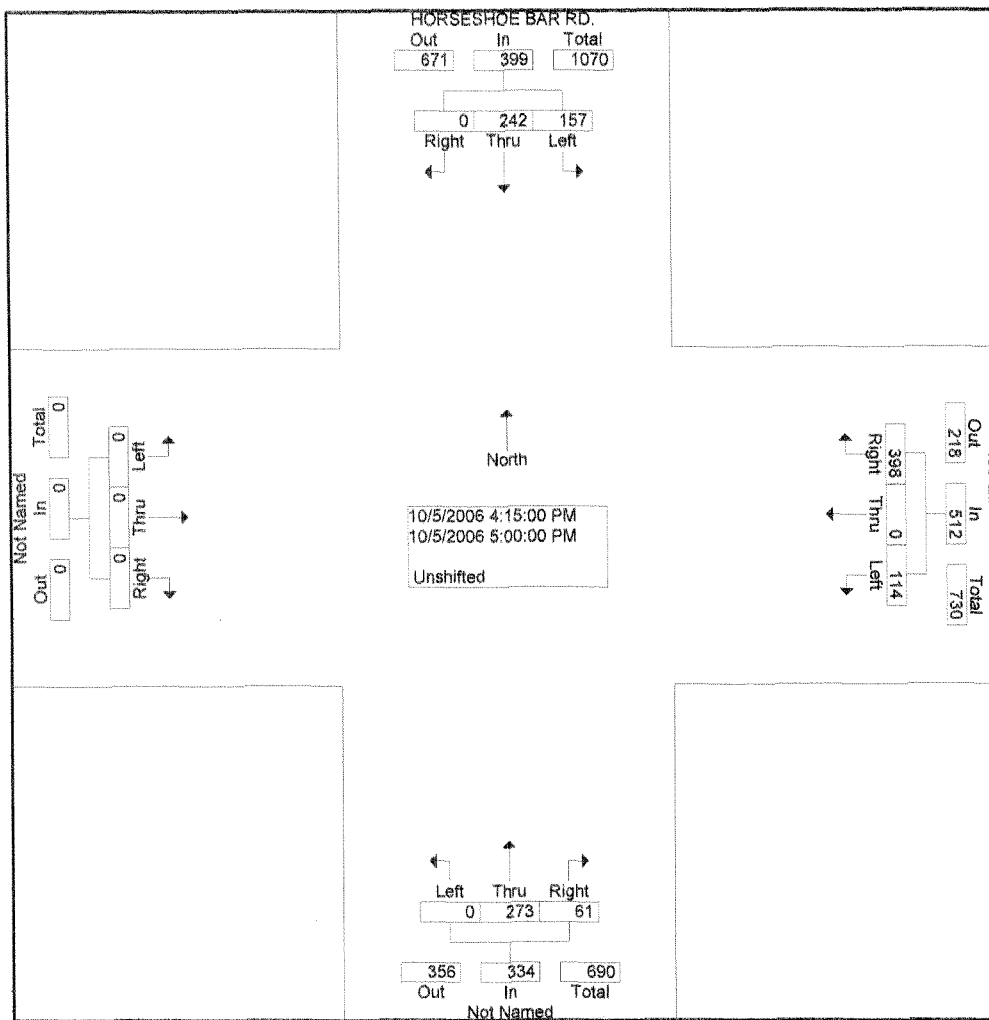 HORSESHOE BAR RD.
Out In Total
671 399 1070
0 242 157
Right Thru Left
Total In Out
0 0 0
Not Named
Left Thru Right
0 0 0
North
10/5/2006 4:15:00 PM
10/5/2006 5:00:00 PM
Unshifted
Out In Total
218 512 730
Right Thru Left
398 0 114
Left Thru Right
0 273 61
356 334 690
Out In Total
Not Named